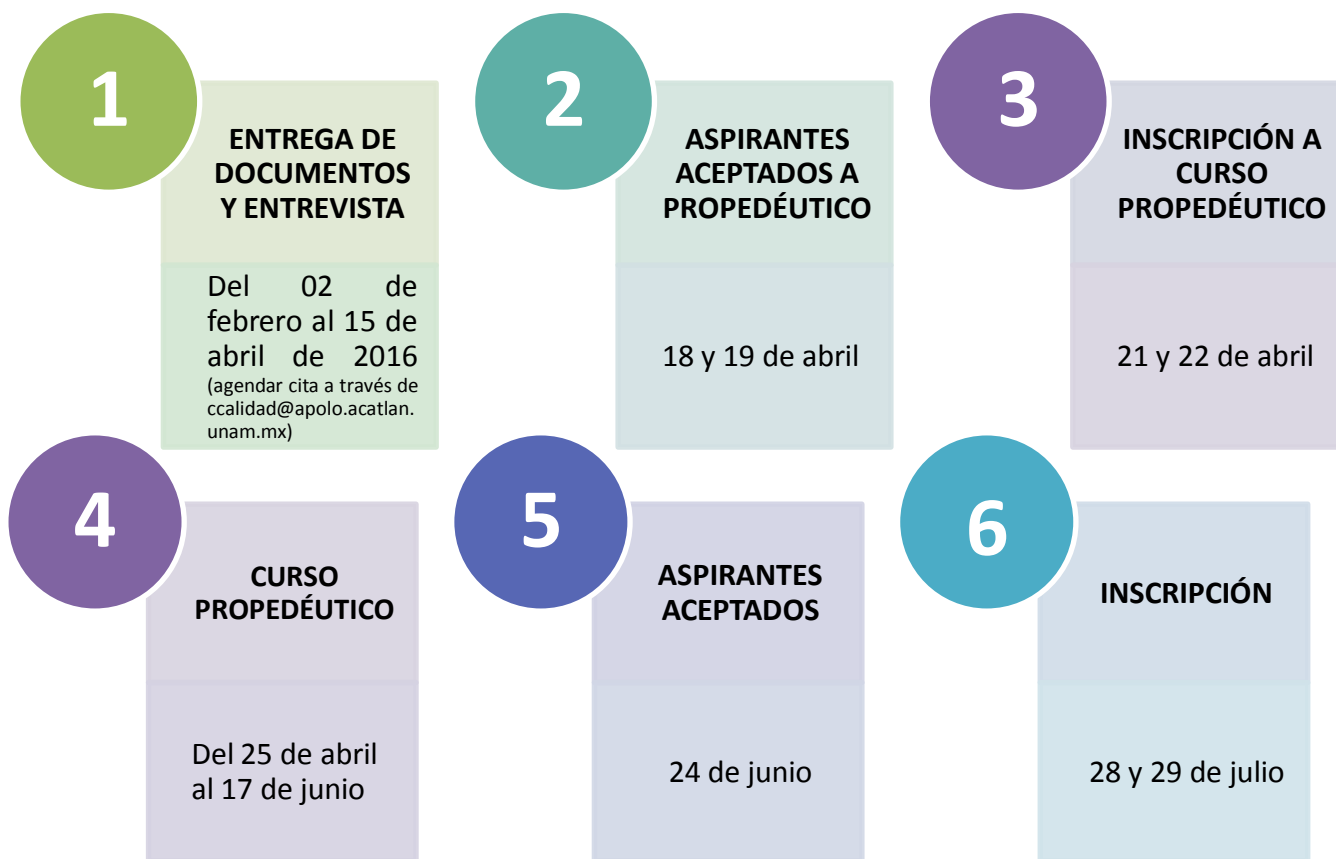 1
ENTREGA DE
DOCUMENTOS
Y ENTREVISTA
Del 02 de
febrero al 15 de
abril de 2016
(agendar cita a través de
ccalidad@apolo.acatlan.
unam.mx)
2
ASPIRANTES
ACEPTADOS A
PROPEDÉUTICO
18 y 19 de abril
3
INSCRIPCIÓN A
CURSO
PROPEDÉUTICO
21 y 22 de abril
4
CURSO
PROPEDÉUTICO
Del 25 de abril
al 17 de junio
5
ASPIRANTES
ACEPTADOS
24 de junio
6
INSCRIPCIÓN
28 y 29 de julio